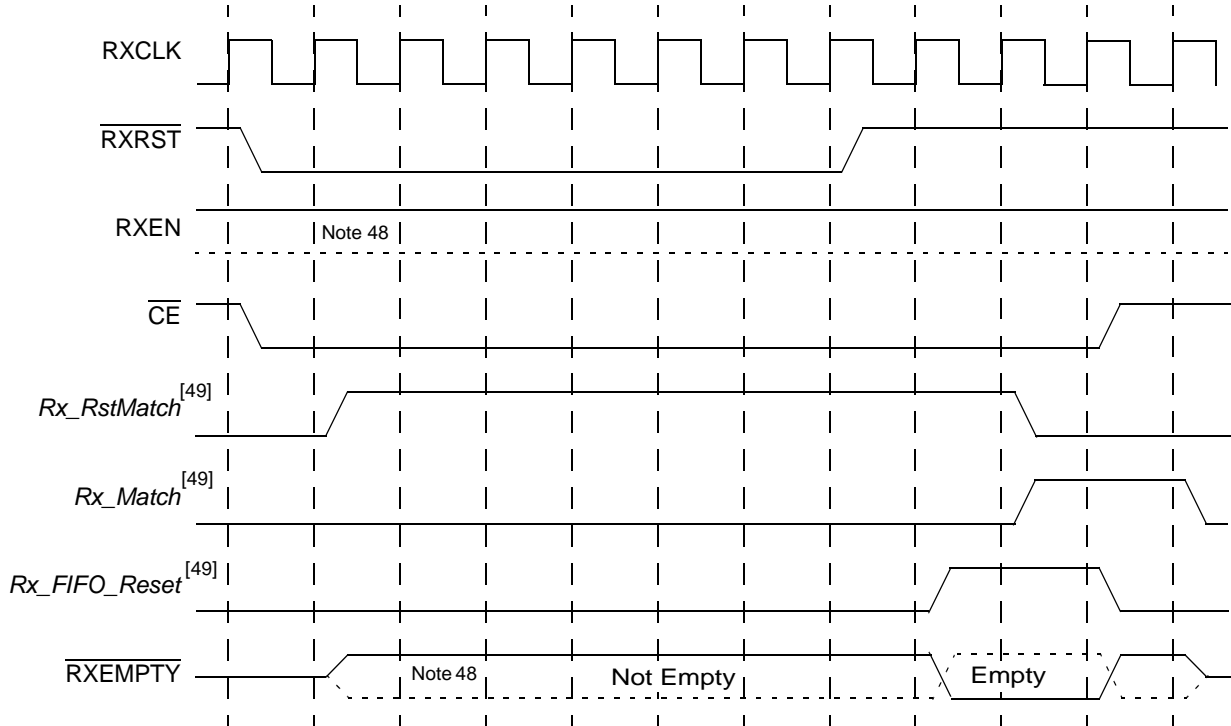 RXCLK
RXRST
RXEN
Note 48
CE
Rx_RstMatch[49]
Rx_Match[49]
Rx_FIFO_Reset[49]
RXEMPTY Note 48 Not Empty Empty